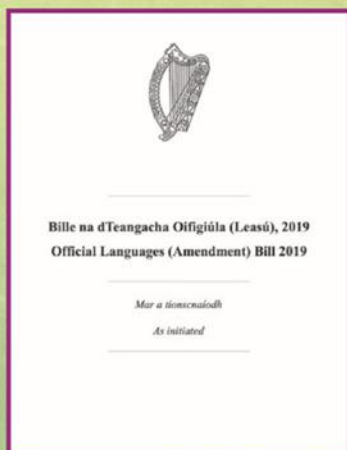 Bille na dTeangacha Oifigiúla (Leasú), 2019
Official Languages (Amendment) Bill 2019
Mar a tionscnaíodh
As initiated